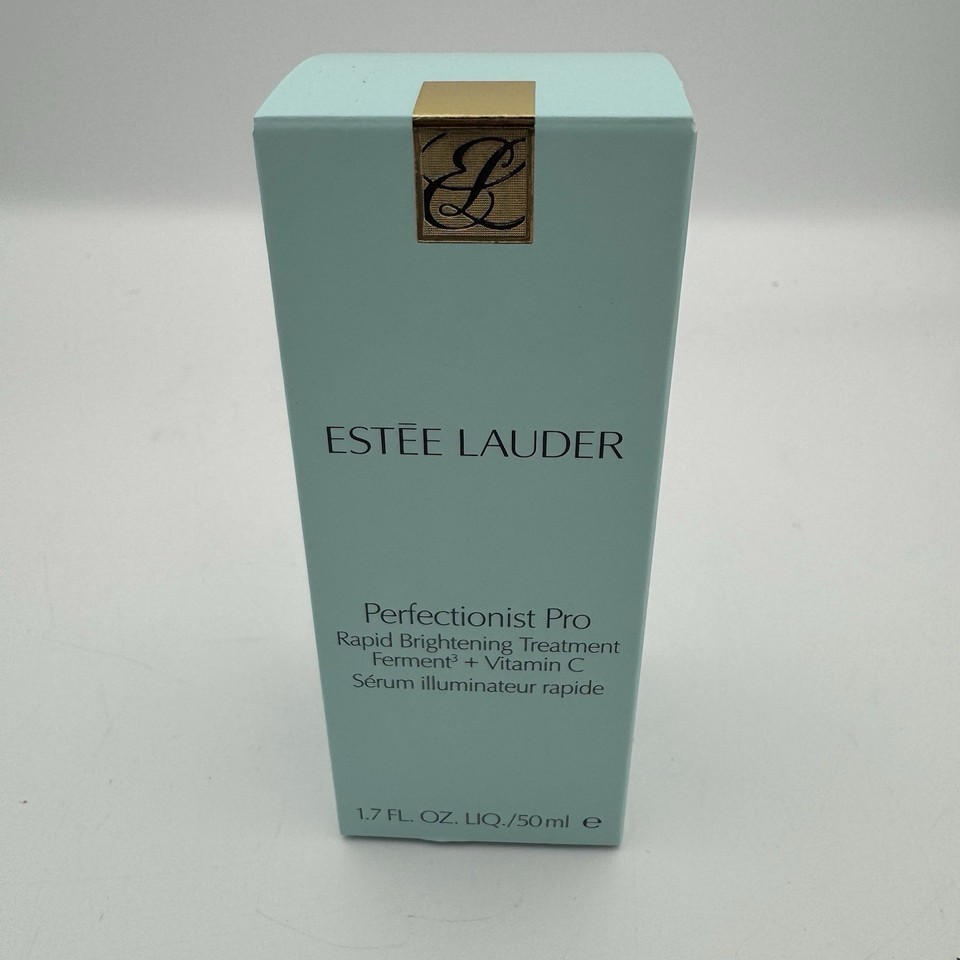 EL
ESTĒE LAUDER
Perfectionist Pro
Rapid Brightening Treatment
Ferment³ + Vitamin C
Sérum illuminateur rapide
1.7 FL. OZ. LIQ./50 ml ℮